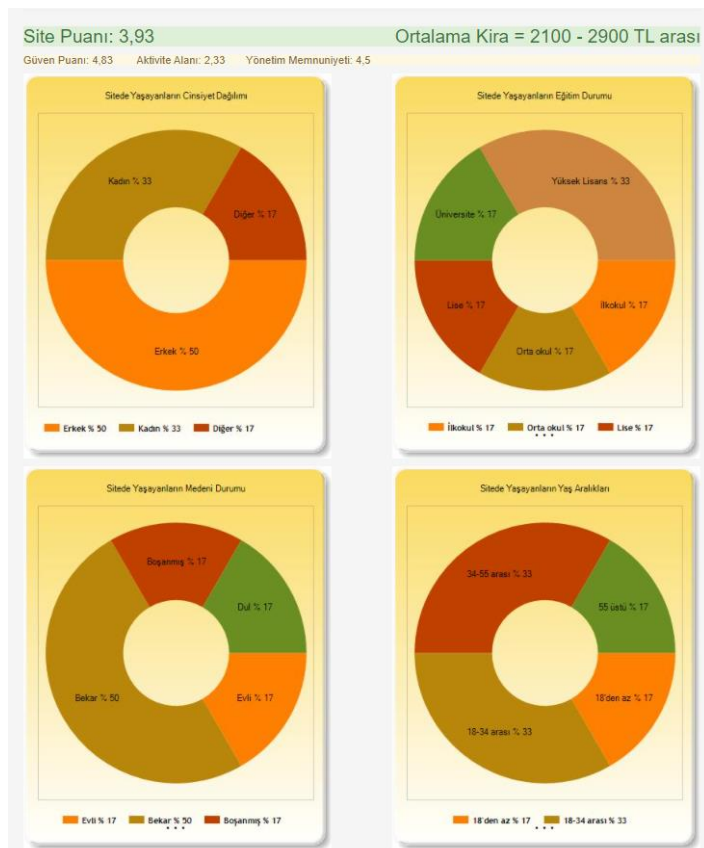 Site Puanı: 3,93
Ortalama Kira = 2100 - 2900 TL arası
Güven Puanı: 4,83 Aktivite Alanı: 2,33 Yönetim Memnuniyeti: 4,5
Sitede Yaşayanların Cinsiyet Dağılımı
Kadın % 33
Diğer % 17
Erkek % 50
Erkek % 50 Kadın % 33 Diğer % 17
Sitede Yaşayanların Eğitim Durumu
Yüksek Lisans % 33
Üniversite % 17
Lise % 17
İlkokul % 17
Orta okul % 17
İlkokul % 17 Orta okul % 17 Lise % 17
Sitede Yaşayanların Medeni Durumu
Boşanmış % 17
Dul % 17
Bekar % 50
Evli % 17
Evli % 17 Bekar % 50 Boşanmış % 17
Sitede Yaşayanların Yaş Aralıkları
34-55 arası % 33
55 üstü % 17
18'den az % 17
18-34 arası % 33
18'den az % 17 18-34 arası % 33